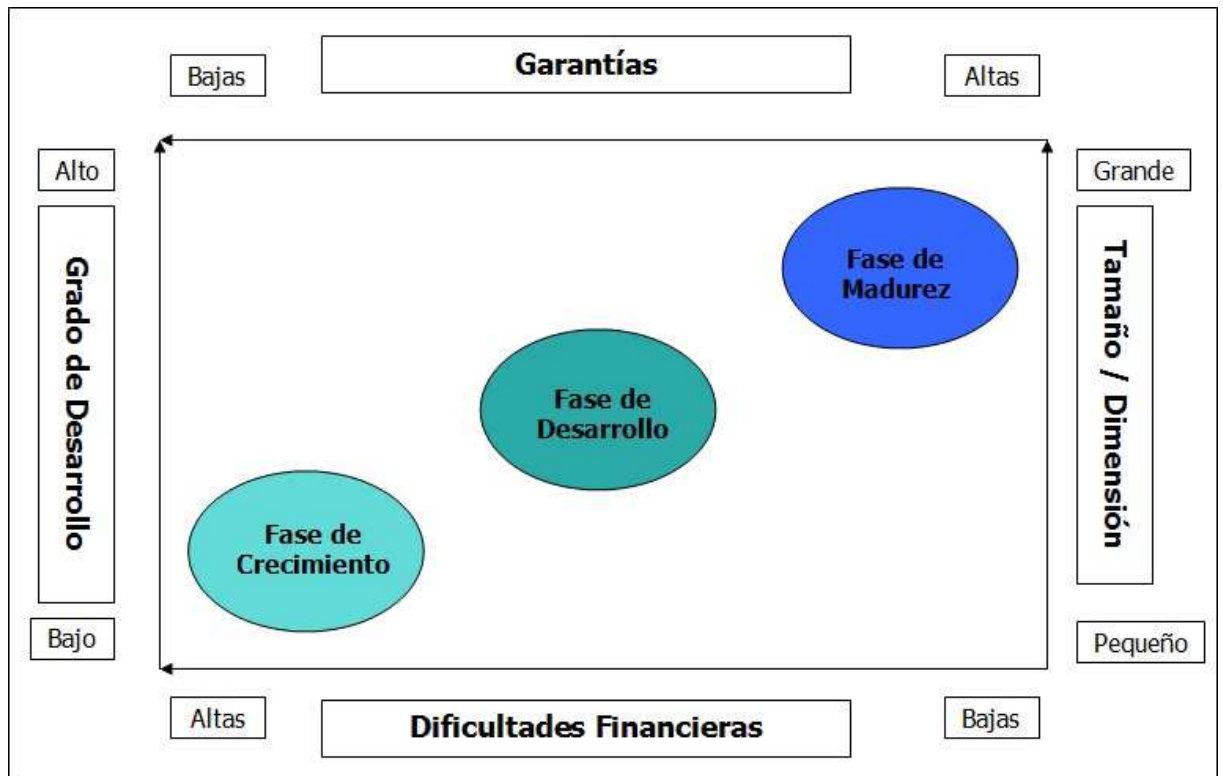 Garantías
Bajas
Altas
Alto
Grande
Grado de Desarrollo
Tamaño / Dimensión
Fase de
Madurez
Fase de
Desarrollo
Fase de
Crecimiento
Bajo
Pequeño
Altas
Dificultades Financieras
Bajas